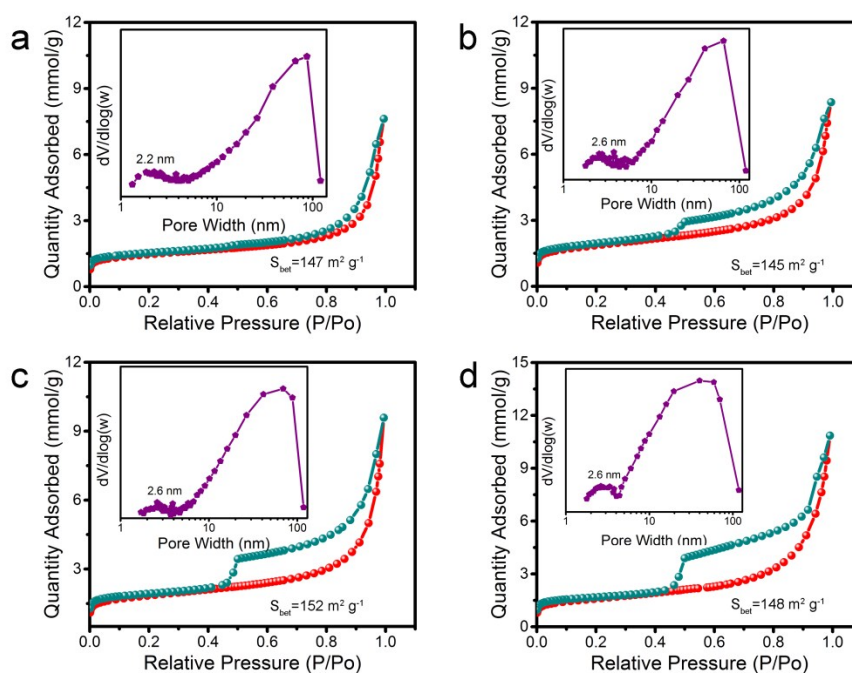 a
Quantity Adsorbed (mmol/g)
12
9
6
3
0
0.0 0.2 0.4 0.6 0.8 1.0
Relative Pressure (P/Po)
S_bet=147 m² g⁻¹
dV/dlog(w)
2.2 nm
1 10 100
Pore Width (nm)
b
Quantity Adsorbed (mmol/g)
12
9
6
3
0
0.0 0.2 0.4 0.6 0.8 1.0
Relative Pressure (P/Po)
S_bet=145 m² g⁻¹
dV/dlog(w)
2.6 nm
1 10 100
Pore Width (nm)
c
Quantity Adsorbed (mmol/g)
12
9
6
3
0.0 0.2 0.4 0.6 0.8 1.0
Relative Pressure (P/Po)
S_bet=152 m² g⁻¹
dV/dlog(w)
2.6 nm
1 10 100
Pore Width (nm)
d
Quantity Adsorbed (mmol/g)
15
12
9
6
3
0
0.0 0.2 0.4 0.6 0.8 1.0
Relative Pressure (P/Po)
S_bet=148 m² g⁻¹
dV/dlog(w)
2.6 nm
1 10 100
Pore Width (nm)